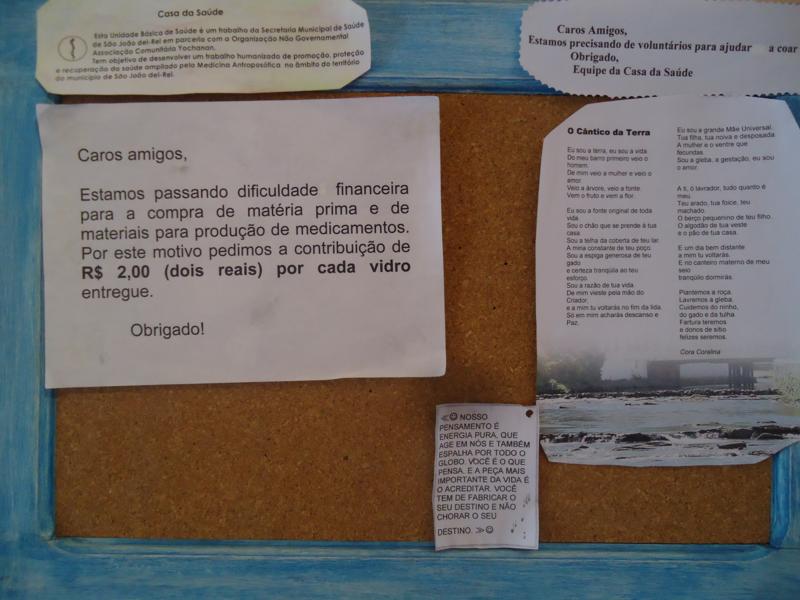 Casa da Saúde
Esta Unidade Básica de Saúde é um trabalho da Secretaria Municipal de Saúde
de São João del-Rei em parceria com a Organização Não Governamental
Associação Comunitária Yochanan.
Tem objetivo de desenvolver um trabalho humanizado de promoção, proteção
e recuperação da saúde ampliado pela Medicina Antroposófica no âmbito do território
do município de São João del-Rei.
Caros Amigos,
Estamos precisando de voluntários para ajudar a coar
Obrigado,
Equipe da Casa da Saúde
Caros amigos,
Estamos passando dificuldade financeira
para a compra de matéria prima e de
materiais para produção de medicamentos.
Por este motivo pedimos a contribuição de
R$ 2,00 (dois reais) por cada vidro
entregue.
Obrigado!
O Cântico da Terra
Eu sou a terra, eu sou a vida.
Do meu barro primeiro veio o
homem.
De mim veio a mulher e veio o
amor.
Veio a árvore, veio a fonte.
Vem o fruto e vem a flor.
Eu sou a fonte original de toda
vida.
Sou o chão que se prende à tua
casa.
Sou a telha da coberta de teu lar.
A mina constante de teu poço.
Sou a espiga generosa de teu
gado
e certeza tranqüila ao teu
esforço.
Sou a razão de tua vida.
De mim vieste pela mão do
Criador,
e a mim tu voltarás no fim da lida.
Só em mim acharás descanso e
Paz.
Eu sou a grande Mãe Universal.
Tua filha, tua noiva e desposada.
A mulher e o ventre que
fecundas.
Sou a gleba, a gestação, eu sou
o amor.
A ti, ó lavrador, tudo quanto é
meu.
Teu arado, tua foice, teu
machado.
O berço pequenino de teu filho.
O algodão de tua veste
e o pão de tua casa.
E um dia bem distante
a mim tu voltarás.
E no canteiro materno de meu
seio
tranqüilo dormirás.
Plantemos a roça.
Lavremos a gleba.
Cuidemos do ninho,
do gado e da tulha.
Fartura teremos
e donos de sítio
felizes seremos.
Cora Coralina
≪☺ NOSSO
PENSAMENTO É
ENERGIA PURA, QUE
AGE EM NÓS E TAMBÉM
ESPALHA POR TODO O
GLOBO. VOCÊ É O QUE
PENSA. E A PEÇA MAIS
IMPORTANTE DA VIDA É
O ACREDITAR. VOCÊ
TEM DE FABRICAR O
SEU DESTINO E NÃO
CHORAR O SEU
DESTINO. ≫☺